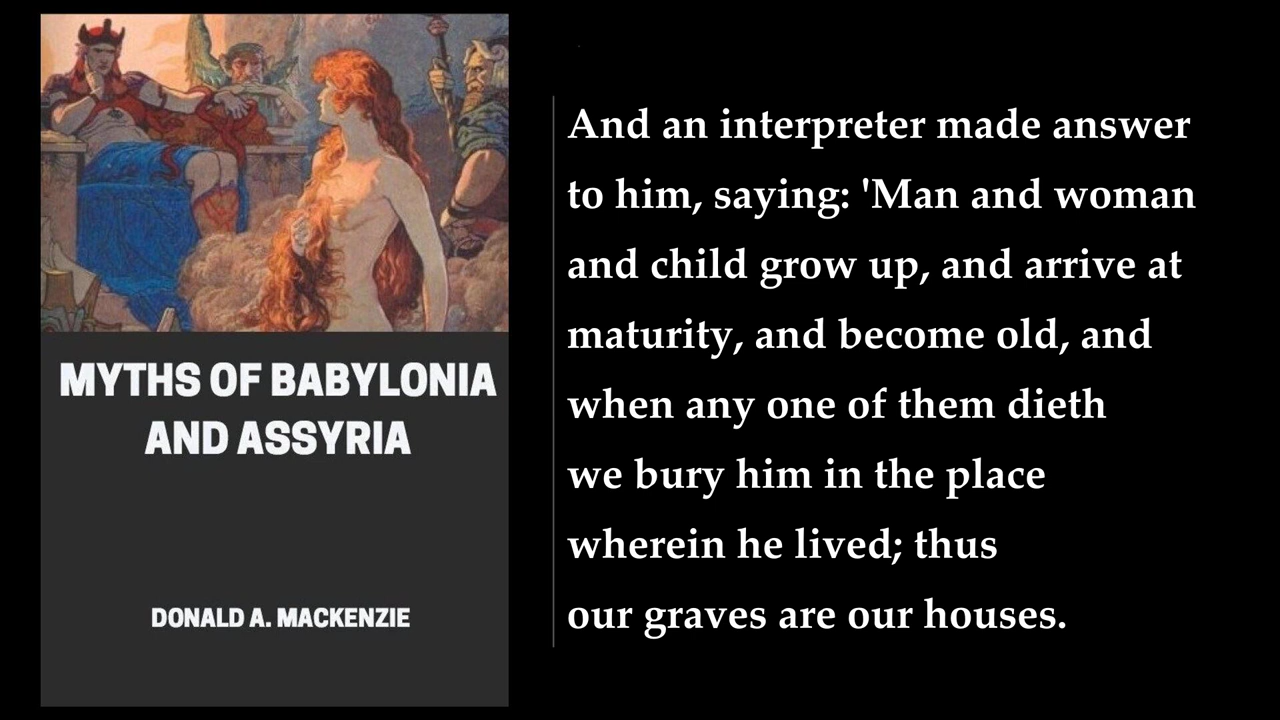 MYTHS OF BABYLONIA
AND ASSYRIA
DONALD A. MACKENZIE
And an interpreter made answer
to him, saying: 'Man and woman
and child grow up, and arrive at
maturity, and become old, and
when any one of them dieth
we bury him in the place
wherein he lived; thus
our graves are our houses.